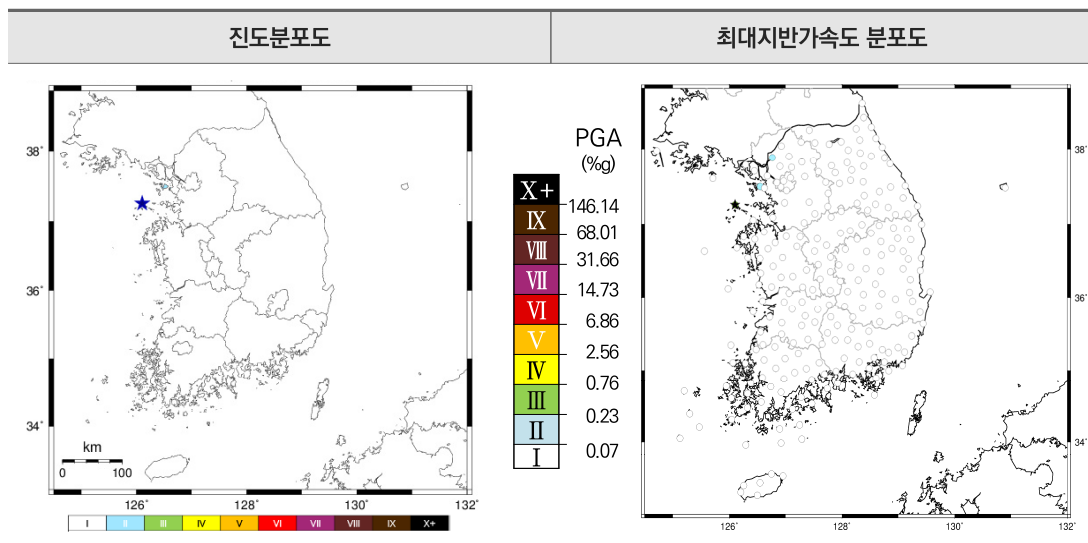 진도분포도
최대지반가속도 분포도
38°
36°
34°
km
0 100
126° 128° 130° 132°
I II III IV V VI VII VIII IX X+
PGA
(%g)
X+
146.14
IX
68.01
VIII
31.66
VII
14.73
VI
6.86
V
2.56
IV
0.76
III
0.23
II
0.07
I
38°
36°
34°
126° 128° 130° 132°